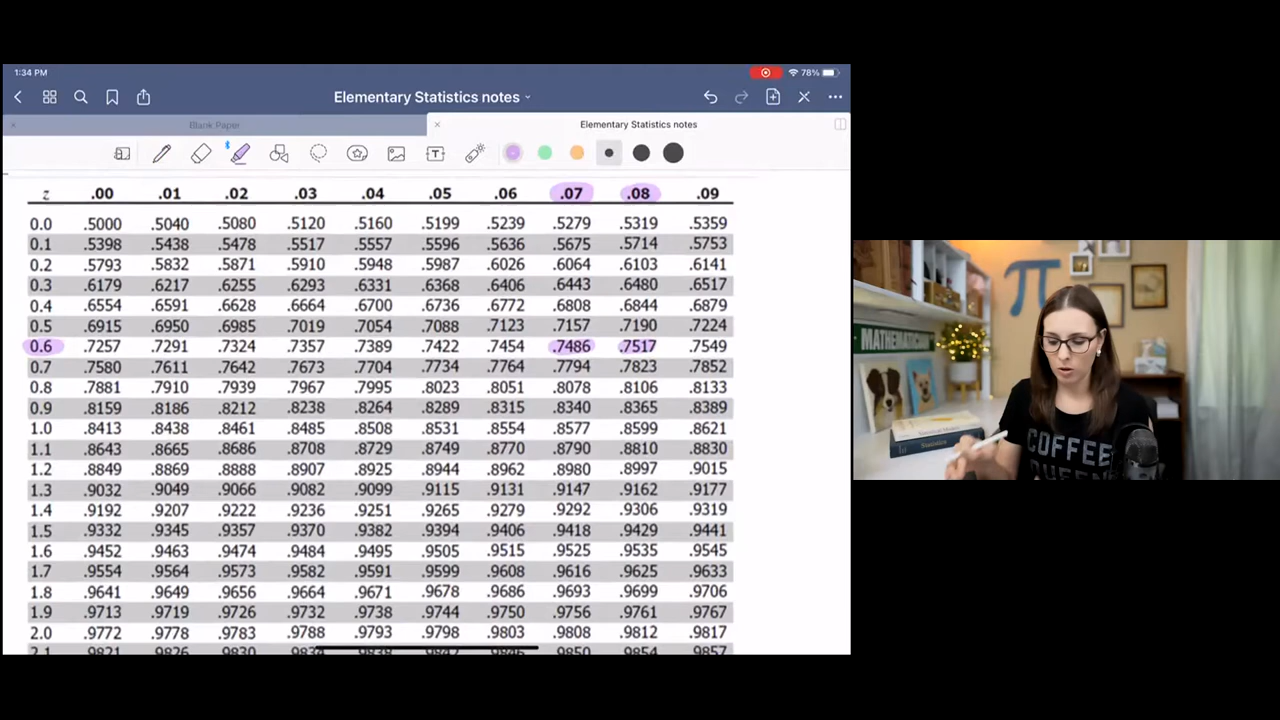 1:34 PM
78%
Elementary Statistics notes
Blank Paper
Elementary Statistics notes
z .00 .01 .02 .03 .04 .05 .06 .07 .08 .09
0.0 .5000 .5040 .5080 .5120 .5160 .5199 .5239 .5279 .5319 .5359
0.1 .5398 .5438 .5478 .5517 .5557 .5596 .5636 .5675 .5714 .5753
0.2 .5793 .5832 .5871 .5910 .5948 .5987 .6026 .6064 .6103 .6141
0.3 .6179 .6217 .6255 .6293 .6331 .6368 .6406 .6443 .6480 .6517
0.4 .6554 .6591 .6628 .6664 .6700 .6736 .6772 .6808 .6844 .6879
0.5 .6915 .6950 .6985 .7019 .7054 .7088 .7123 .7157 .7190 .7224
0.6 .7257 .7291 .7324 .7357 .7389 .7422 .7454 .7486 .7517 .7549
0.7 .7580 .7611 .7642 .7673 .7704 .7734 .7764 .7794 .7823 .7852
0.8 .7881 .7910 .7939 .7967 .7995 .8023 .8051 .8078 .8106 .8133
0.9 .8159 .8186 .8212 .8238 .8264 .8289 .8315 .8340 .8365 .8389
1.0 .8413 .8438 .8461 .8485 .8508 .8531 .8554 .8577 .8599 .8621
1.1 .8643 .8665 .8686 .8708 .8729 .8749 .8770 .8790 .8810 .8830
1.2 .8849 .8869 .8888 .8907 .8925 .8944 .8962 .8980 .8997 .9015
1.3 .9032 .9049 .9066 .9082 .9099 .9115 .9131 .9147 .9162 .9177
1.4 .9192 .9207 .9222 .9236 .9251 .9265 .9279 .9292 .9306 .9319
1.5 .9332 .9345 .9357 .9370 .9382 .9394 .9406 .9418 .9429 .9441
1.6 .9452 .9463 .9474 .9484 .9495 .9505 .9515 .9525 .9535 .9545
1.7 .9554 .9564 .9573 .9582 .9591 .9599 .9608 .9616 .9625 .9633
1.8 .9641 .9649 .9656 .9664 .9671 .9678 .9686 .9693 .9699 .9706
1.9 .9713 .9719 .9726 .9732 .9738 .9744 .9750 .9756 .9761 .9767
2.0 .9772 .9778 .9783 .9788 .9793 .9798 .9803 .9808 .9812 .9817
2.1 .9821 .9826 .9830 .9850 .9854 .9857
π
Statistics
COFFEE